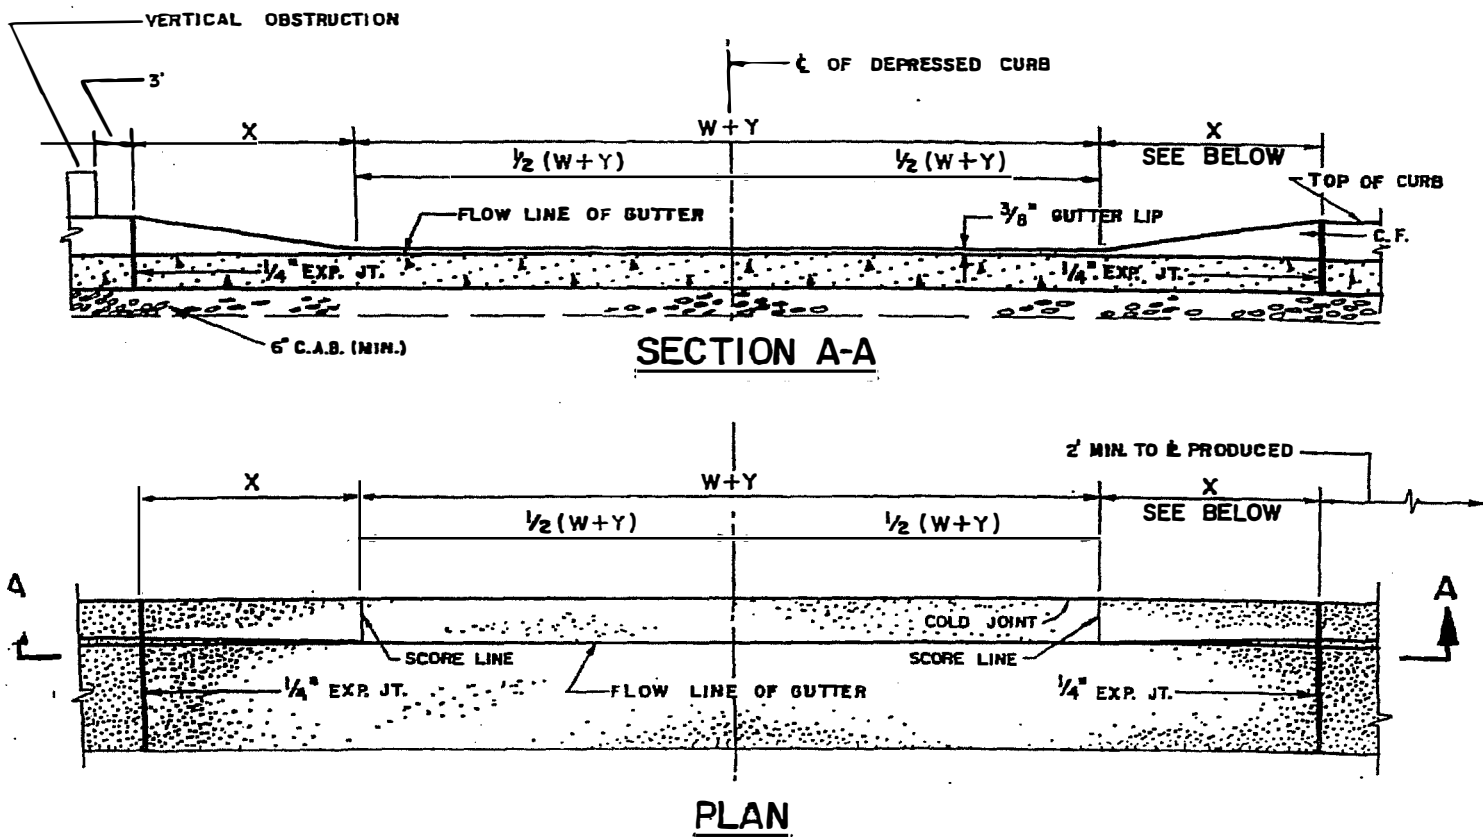 VERTICAL OBSTRUCTION
3'
℄ OF DEPRESSED CURB
X
W+Y
X
SEE BELOW
½ (W+Y)
½ (W+Y)
TOP OF CURB
FLOW LINE OF GUTTER
3/8" GUTTER LIP
C.F.
1/4" EXP. JT.
1/4" EXP. JT.
6" C.A.B. (MIN.)
SECTION A-A
2' MIN. TO ⅊ PRODUCED
X
W+Y
X
SEE BELOW
½ (W+Y)
½ (W+Y)
A
A
COLD JOINT
SCORE LINE
SCORE LINE
1/4" EXP. JT.
FLOW LINE OF GUTTER
1/4" EXP. JT.
PLAN